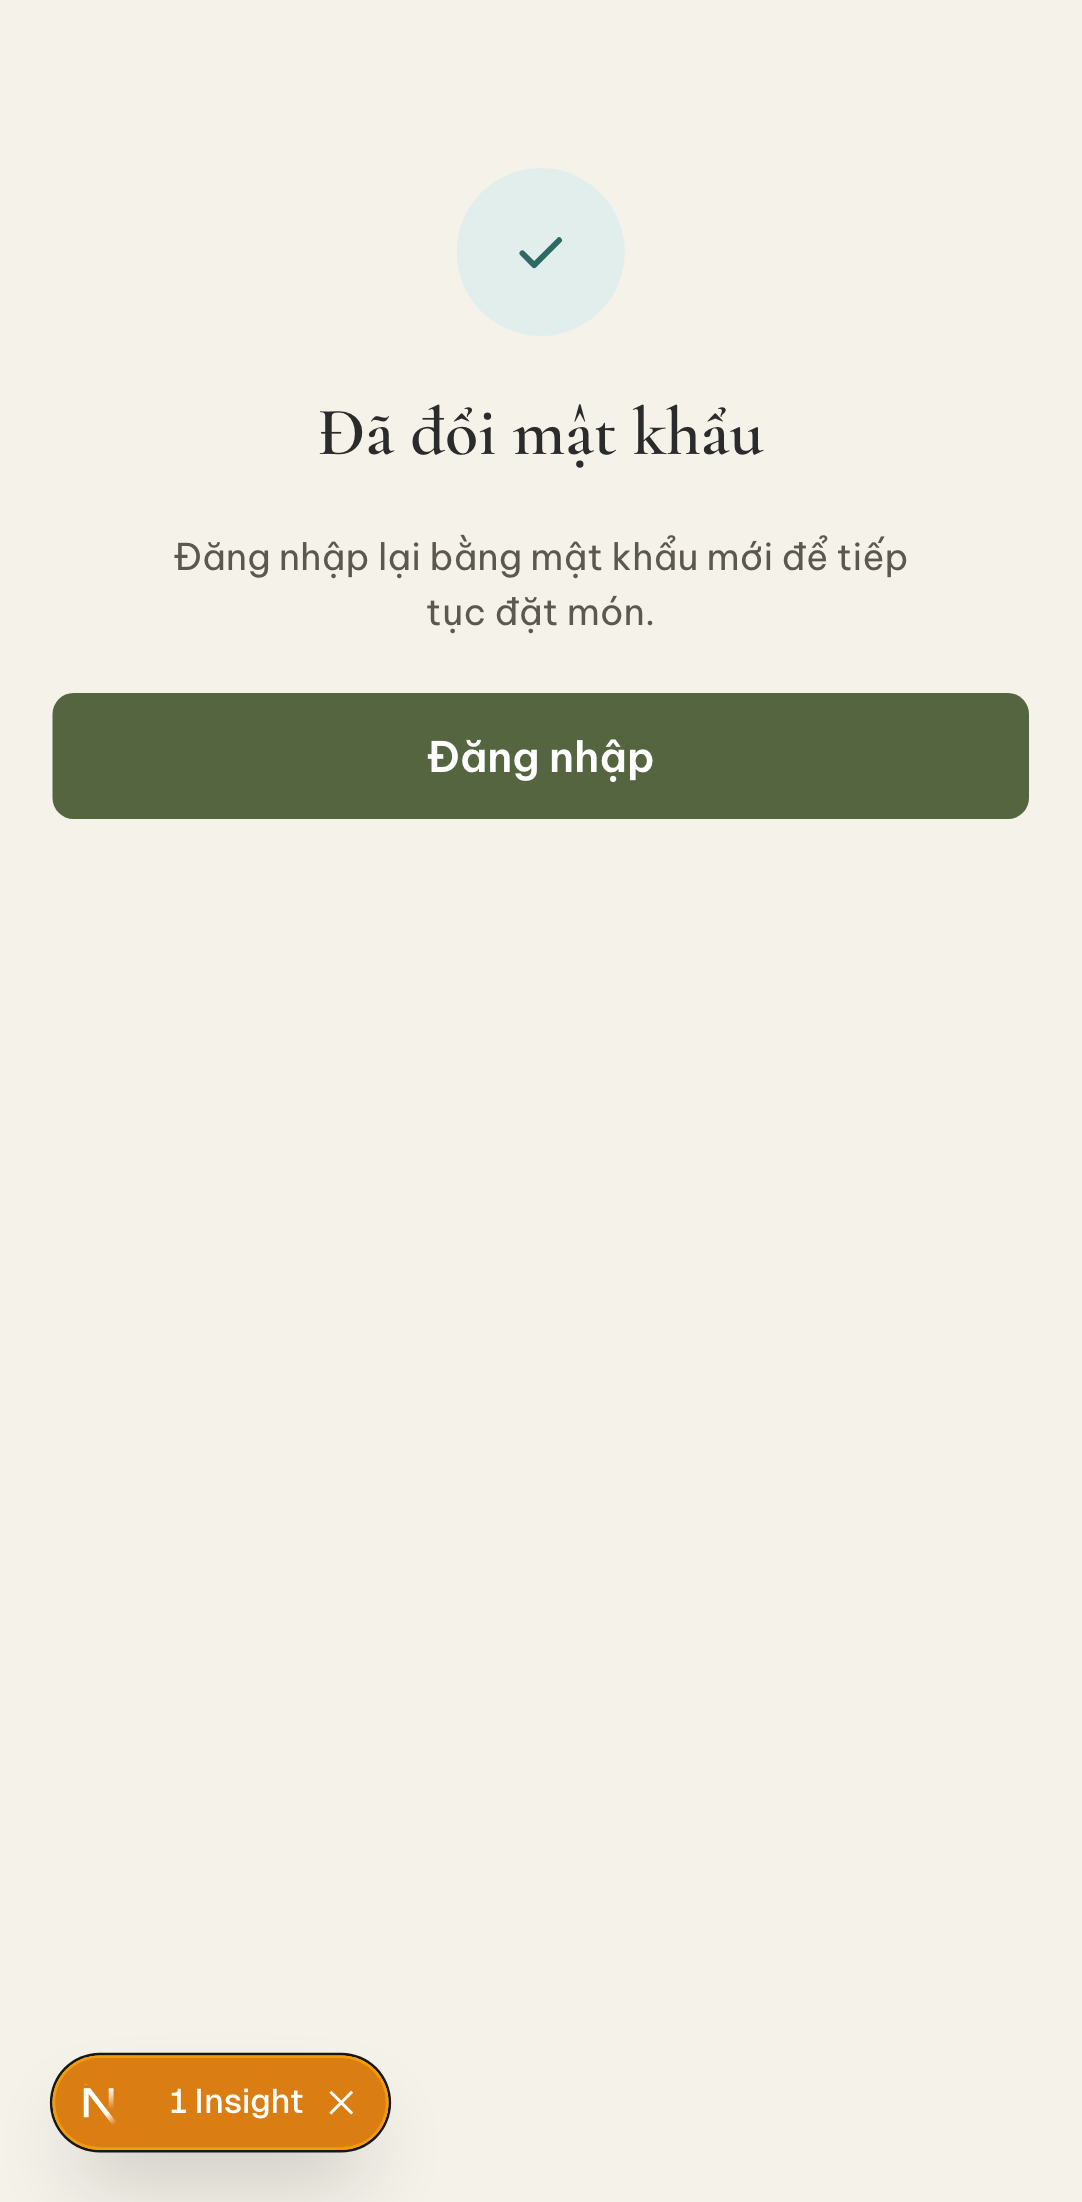 Đã đổi mật khẩu
Đăng nhập lại bằng mật khẩu mới để tiếp
tục đặt món.
Đăng nhập
N 1 Insight